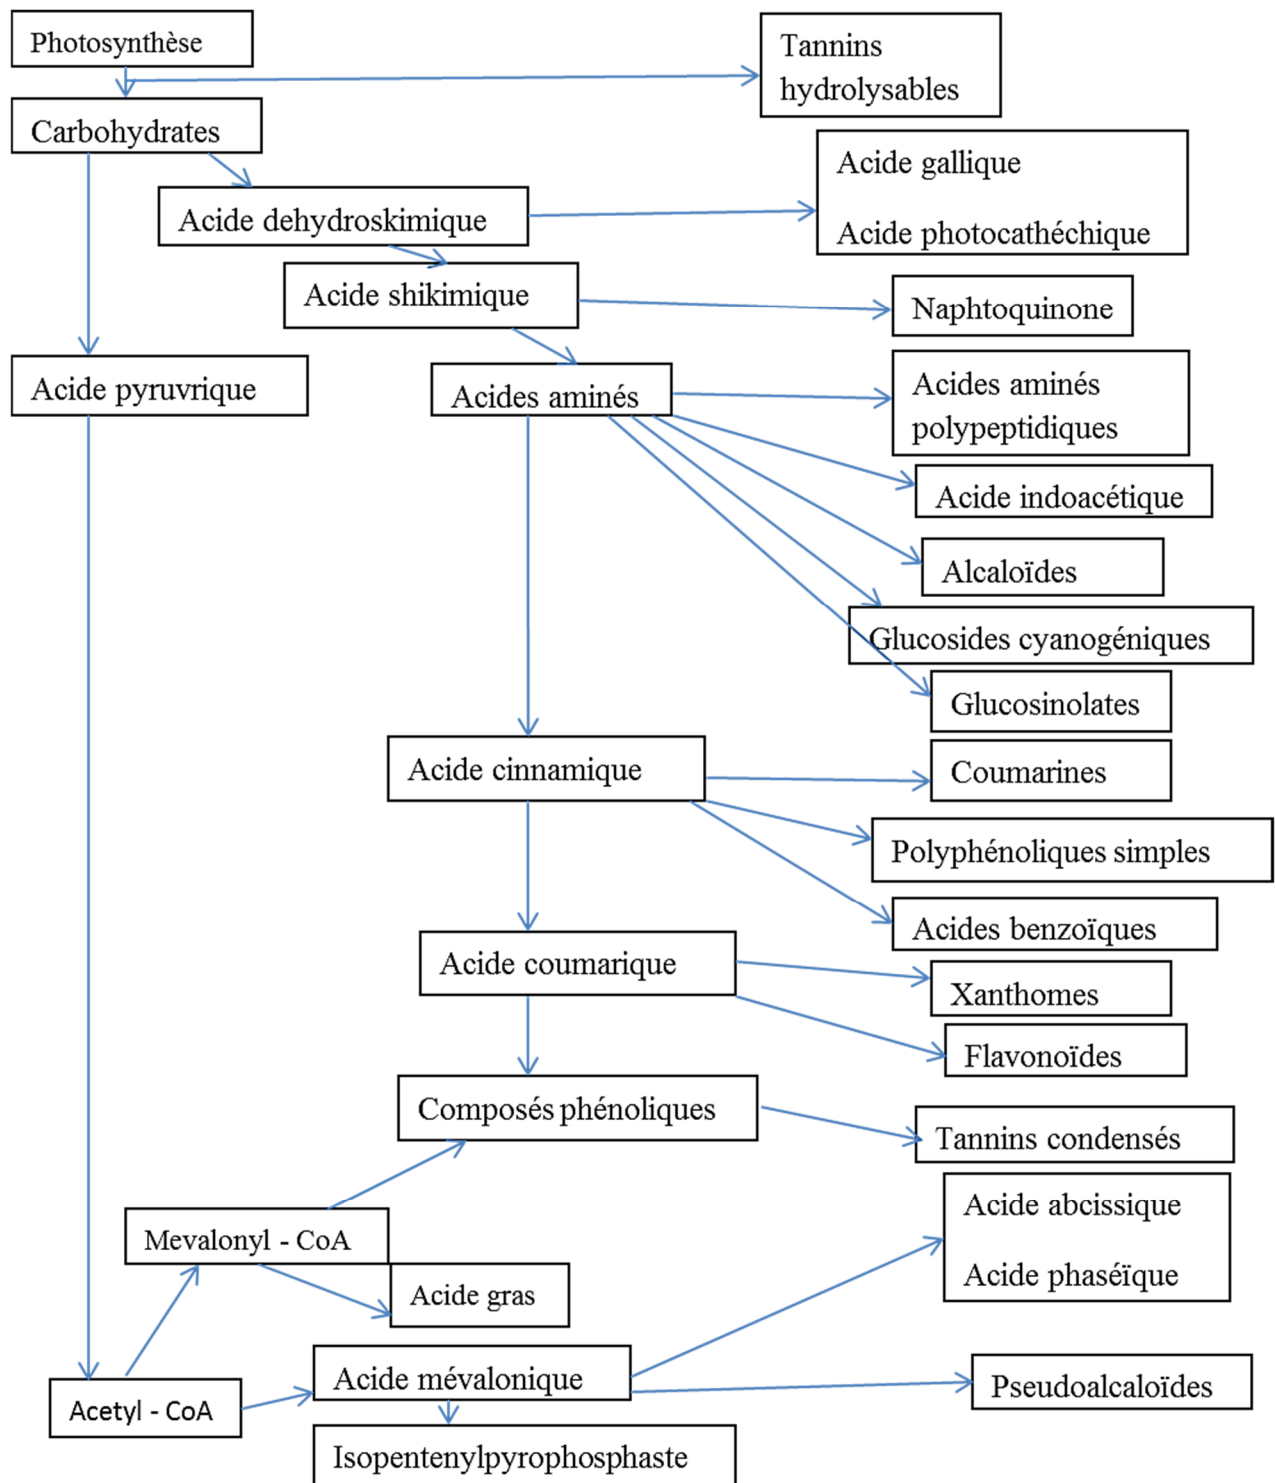 Photosynthèse
Tannins
hydrolysables
Carbohydrates
Acide gallique
Acide photocathéchique
Acide dehydroskimique
Acide shikimique
Naphtoquinone
Acide pyruvrique
Acides aminés
Acides aminés
polypeptidiques
Acide indoacétique
Alcaloïdes
Glucosides cyanogéniques
Glucosinolates
Acide cinnamique
Coumarines
Polyphénoliques simples
Acides benzoïques
Acide coumarique
Xanthomes
Flavonoïdes
Composés phénoliques
Tannins condensés
Acide abcissique
Acide phaséïque
Mevalonyl - CoA
Acide gras
Acide mévalonique
Pseudoalcaloïdes
Acetyl - CoA
Isopentenylpyrophosphaste